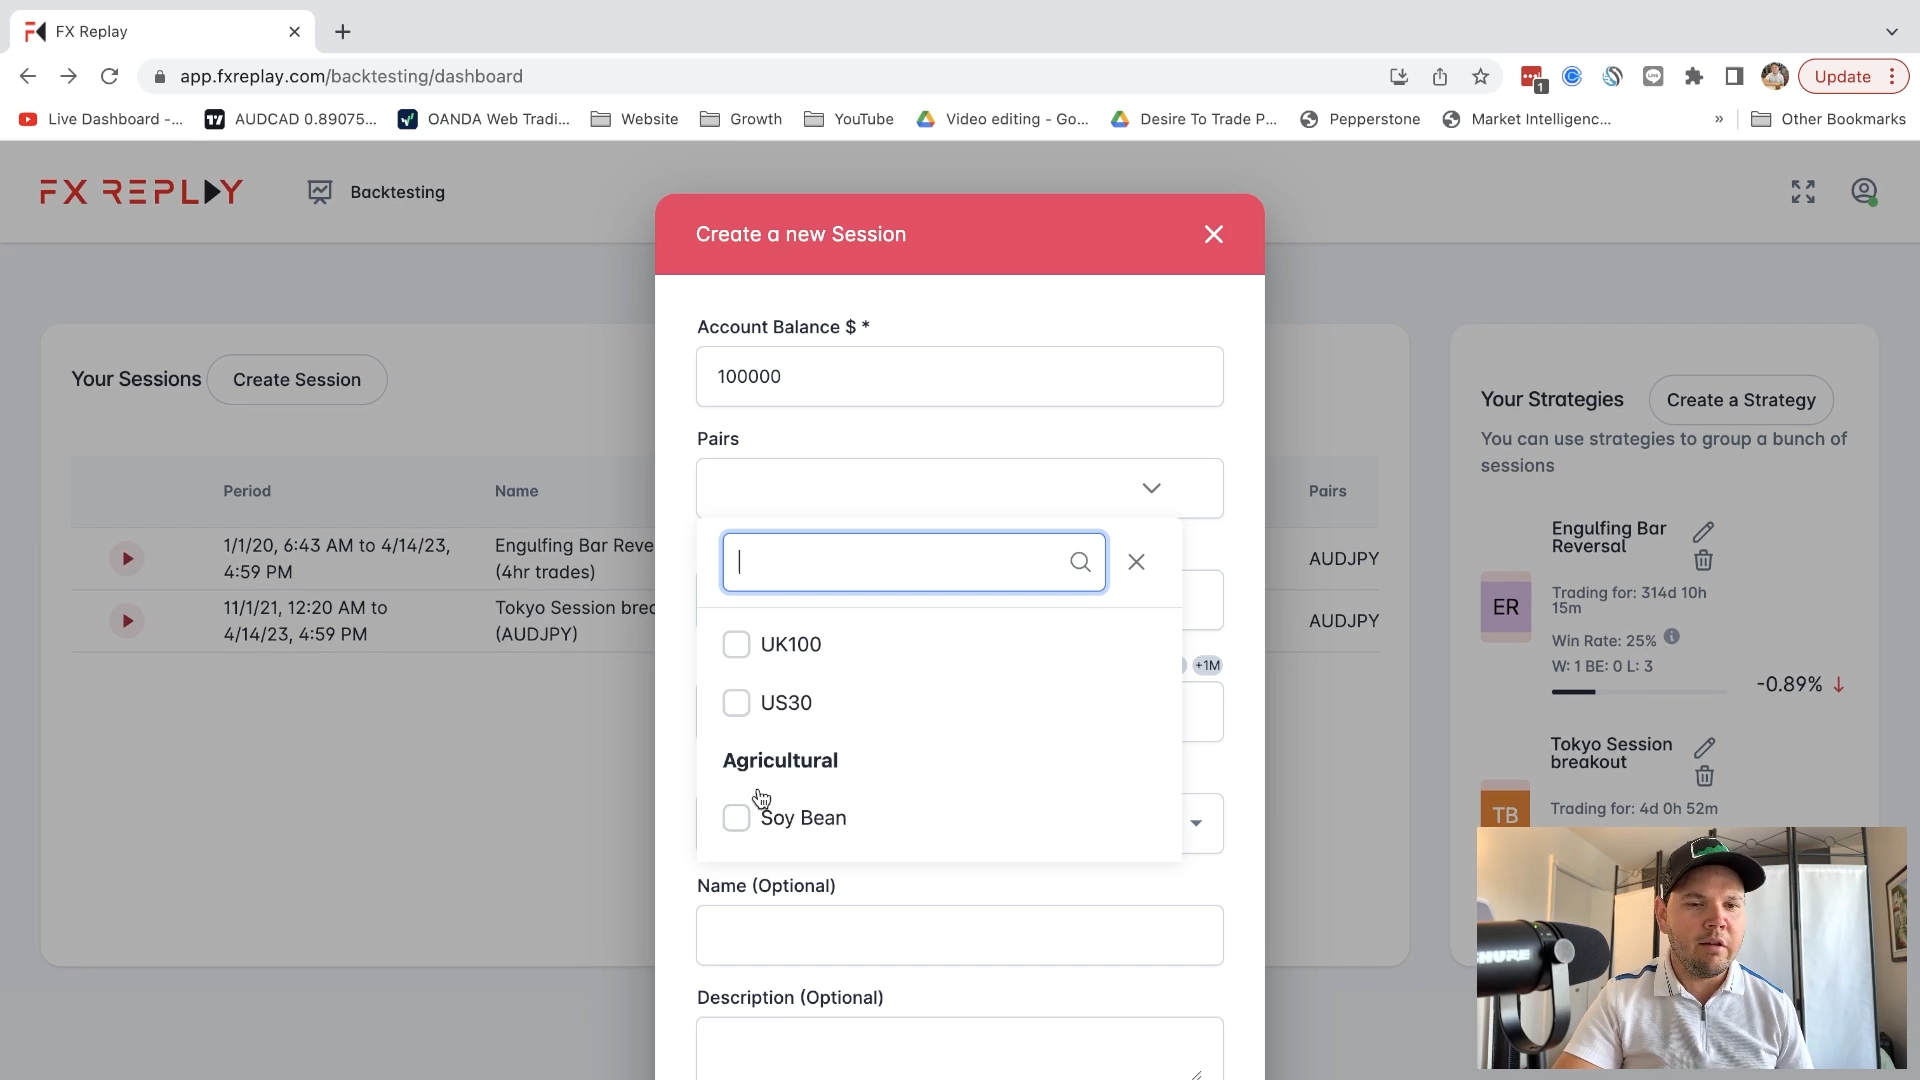 FX Replay
app.fxreplay.com/backtesting/dashboard
1
Update
Live Dashboard -...
AUDCAD 0.89075...
OANDA Web Tradi...
Website
Growth
YouTube
Video editing - Go...
Desire To Trade P...
Pepperstone
Market Intelligenc...
»
Other Bookmarks
FX REPLAY
Backtesting
Create a new Session
Account Balance $ *
100000
Pairs
UK100
US30
Agricultural
Soy Bean
+1M
Name (Optional)
Description (Optional)
Your Sessions
Create Session
Period
Name
Pairs
1/1/20, 6:43 AM to 4/14/23,
4:59 PM
Engulfing Bar Reve
(4hr trades)
AUDJPY
11/1/21, 12:20 AM to
4/14/23, 4:59 PM
Tokyo Session brea
(AUDJPY)
AUDJPY
Your Strategies
Create a Strategy
You can use strategies to group a bunch of
sessions
ER
Engulfing Bar
Reversal
Trading for: 314d 10h
15m
Win Rate: 25%
W: 1 BE: 0 L: 3
-0.89%
TB
Tokyo Session
breakout
Trading for: 4d 0h 52m